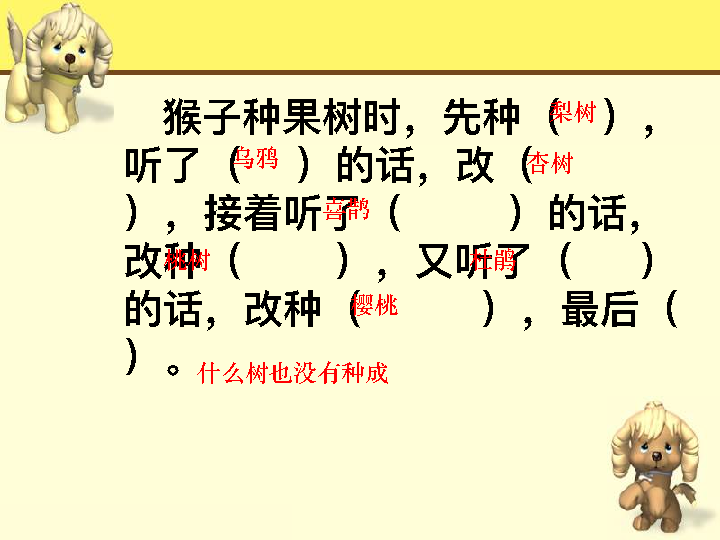 猴子种果树时，先种（梨树），
听了（乌鸦）的话，改（杏树
），接着听了（喜鹊）的话，
改种（桃树），又听了（杜鹃）
的话，改种（樱桃），最后（
）。什么树也没有种成